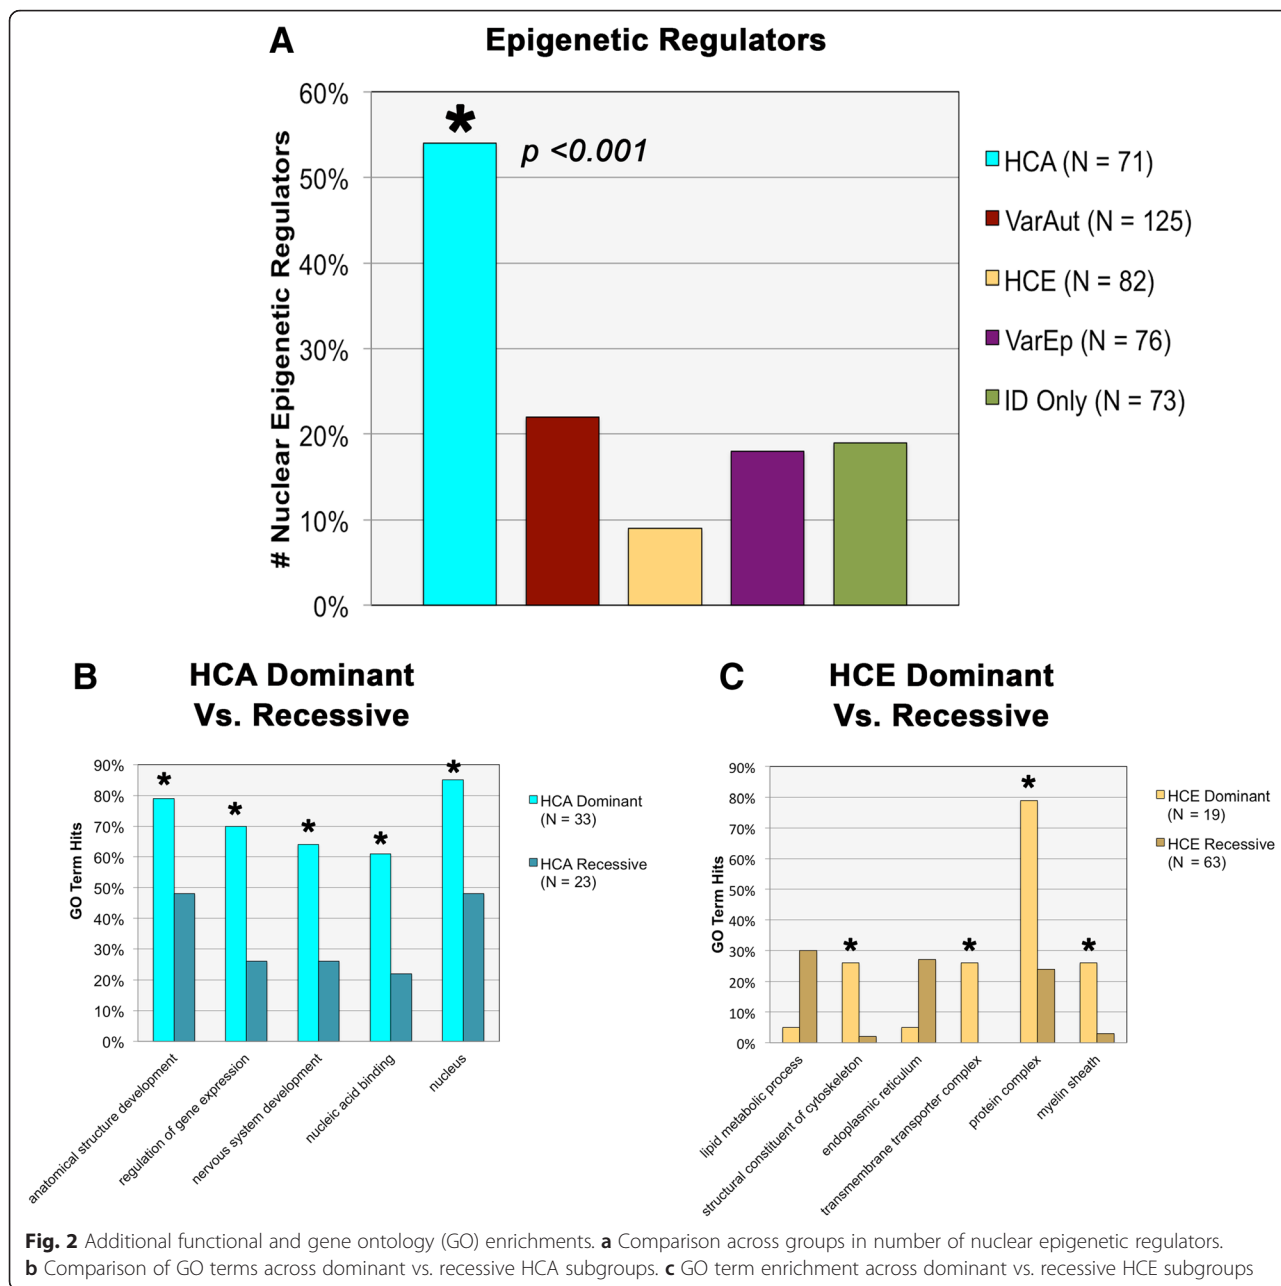 A
Epigenetic Regulators
60%
50%
40%
30%
20%
10%
0%
# Nuclear Epigenetic Regulators
*
p <0.001
HCA (N = 71)
VarAut (N = 125)
HCE (N = 82)
VarEp (N = 76)
ID Only (N = 73)
B
HCA Dominant
Vs. Recessive
90%
80%
70%
60%
50%
40%
30%
20%
10%
0%
GO Term Hits
*
*
*
*
*
anatomical structure development
regulation of gene expression
nervous system development
nucleic acid binding
nucleus
HCA Dominant
(N = 33)
HCA Recessive
(N = 23)
C
HCE Dominant
Vs. Recessive
90%
80%
70%
60%
50%
40%
30%
20%
10%
0%
GO Term Hits
*
*
*
*
lipid metabolic process
structural constituent of cytoskeleton
endoplasmic reticulum
transmembrane transporter complex
protein complex
myelin sheath
HCE Dominant
(N = 19)
HCE Recessive
(N = 63)
Fig. 2 Additional functional and gene ontology (GO) enrichments. a Comparison across groups in number of nuclear epigenetic regulators.
b Comparison of GO terms across dominant vs. recessive HCA subgroups. c GO term enrichment across dominant vs. recessive HCE subgroups